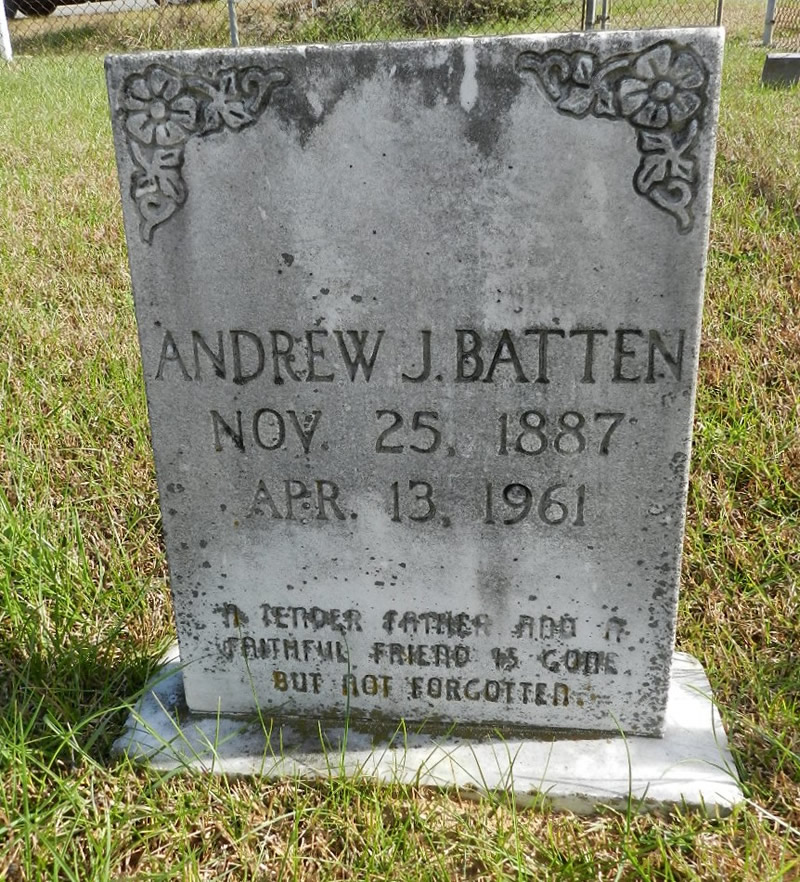 ANDREW J. BATTEN
NOV. 25, 1887
APR. 13, 1961
A TENDER FATHER AND A
FAITHFUL FRIEND IS GONE
BUT NOT FORGOTTEN.